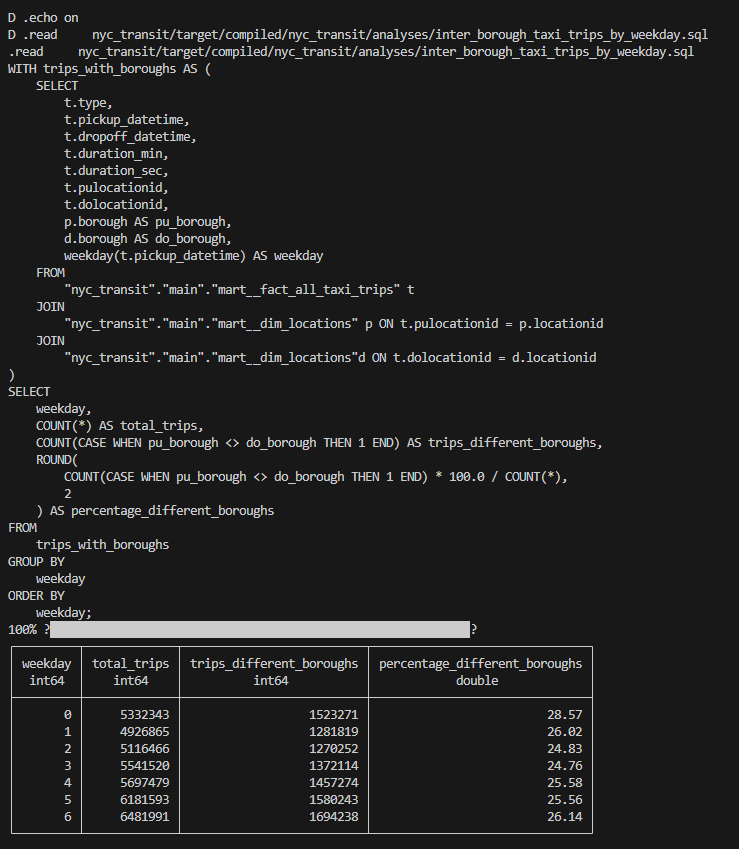 D .echo on
D .read     nyc_transit/target/compiled/nyc_transit/analyses/inter_borough_taxi_trips_by_weekday.sql
.read     nyc_transit/target/compiled/nyc_transit/analyses/inter_borough_taxi_trips_by_weekday.sql
WITH trips_with_boroughs AS (
    SELECT
        t.type,
        t.pickup_datetime,
        t.dropoff_datetime,
        t.duration_min,
        t.duration_sec,
        t.pulocationid,
        t.dolocationid,
        p.borough AS pu_borough,
        d.borough AS do_borough,
        weekday(t.pickup_datetime) AS weekday
    FROM
        "nyc_transit"."main"."mart__fact_all_taxi_trips" t
    JOIN
        "nyc_transit"."main"."mart__dim_locations" p ON t.pulocationid = p.locationid
    JOIN
        "nyc_transit"."main"."mart__dim_locations"d ON t.dolocationid = d.locationid
)
SELECT
    weekday,
    COUNT(*) AS total_trips,
    COUNT(CASE WHEN pu_borough <> do_borough THEN 1 END) AS trips_different_boroughs,
    ROUND(
        COUNT(CASE WHEN pu_borough <> do_borough THEN 1 END) * 100.0 / COUNT(*),
        2
    ) AS percentage_different_boroughs
FROM
    trips_with_boroughs
GROUP BY
    weekday
ORDER BY
    weekday;
100% ? ?
weekday total_trips trips_different_boroughs percentage_different_boroughs
int64 int64 int64 double
0 5332343 1523271 28.57
1 4926865 1281819 26.02
2 5116466 1270252 24.83
3 5541520 1372114 24.76
4 5697479 1457274 25.58
5 6181593 1580243 25.56
6 6481991 1694238 26.14